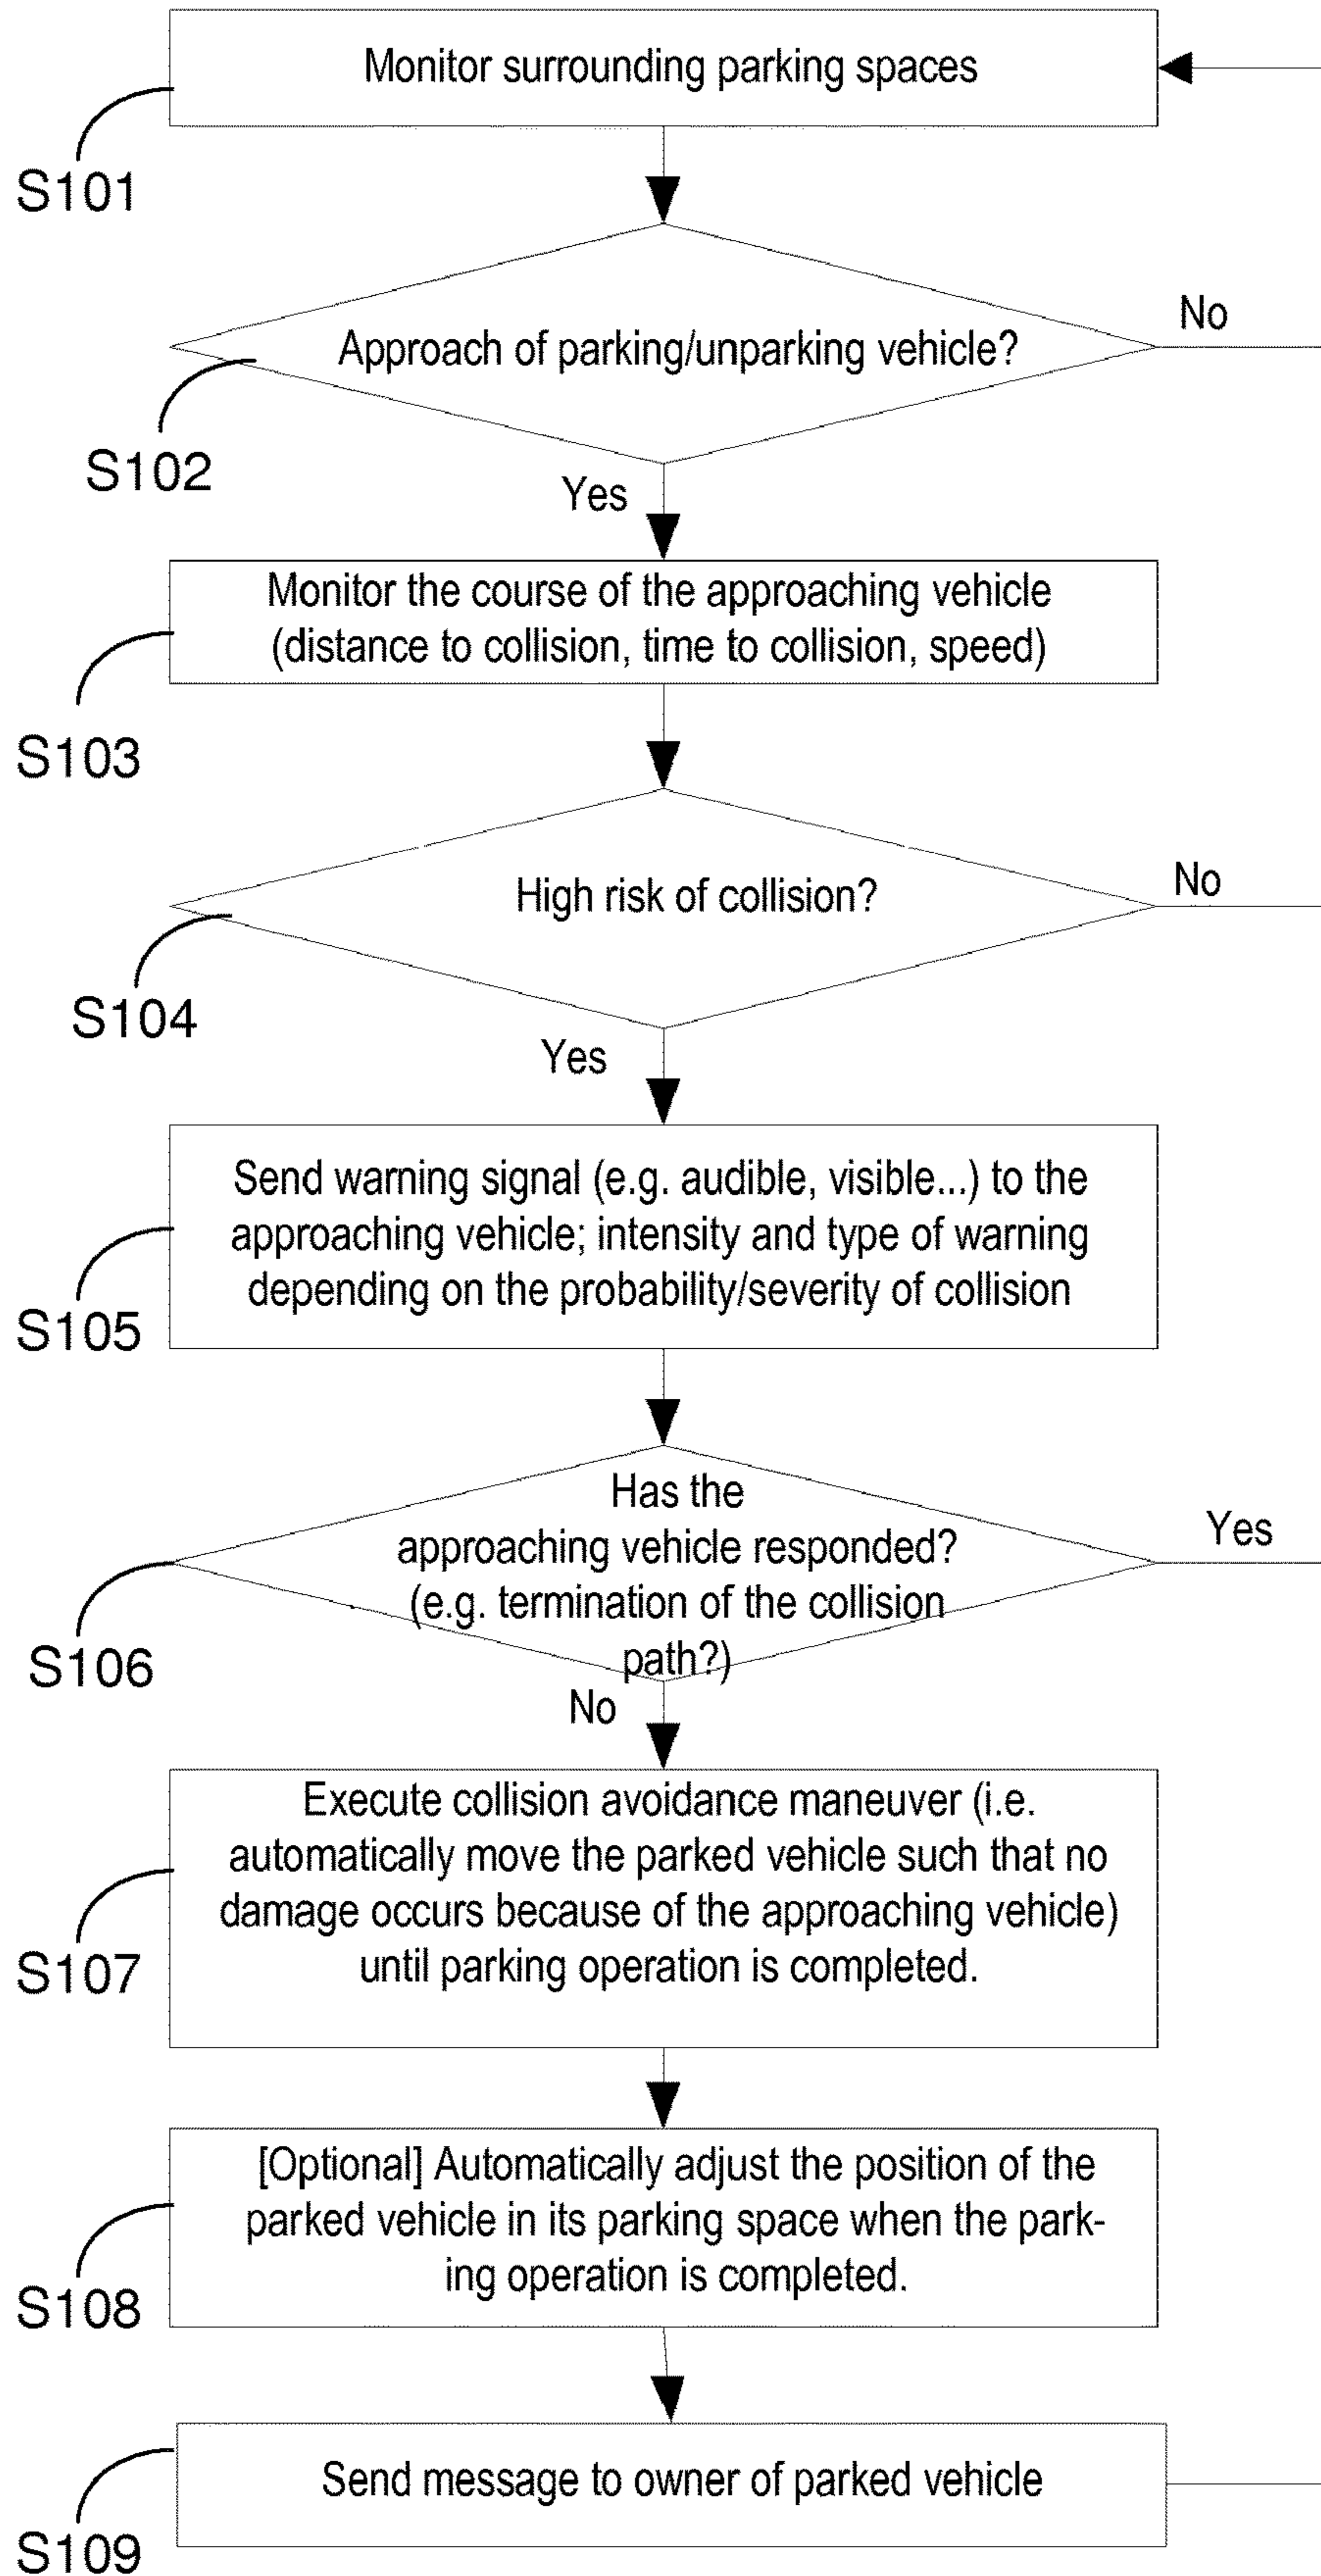 Monitor surrounding parking spaces
S101
No
Approach of parking/unparking vehicle?
S102
Yes
Monitor the course of the approaching vehicle
(distance to collision, time to collision, speed)
S103
No
High risk of collision?
S104
Yes
Send warning signal (e.g. audible, visible...) to the
approaching vehicle; intensity and type of warning
depending on the probability/severity of collision
S105
Has the
approaching vehicle responded?
(e.g. termination of the collision
path?)
Yes
S106
No
Execute collision avoidance maneuver (i.e.
automatically move the parked vehicle such that no
damage occurs because of the approaching vehicle)
until parking operation is completed.
S107
[Optional] Automatically adjust the position of the
parked vehicle in its parking space when the park-
ing operation is completed.
S108
Send message to owner of parked vehicle
S109